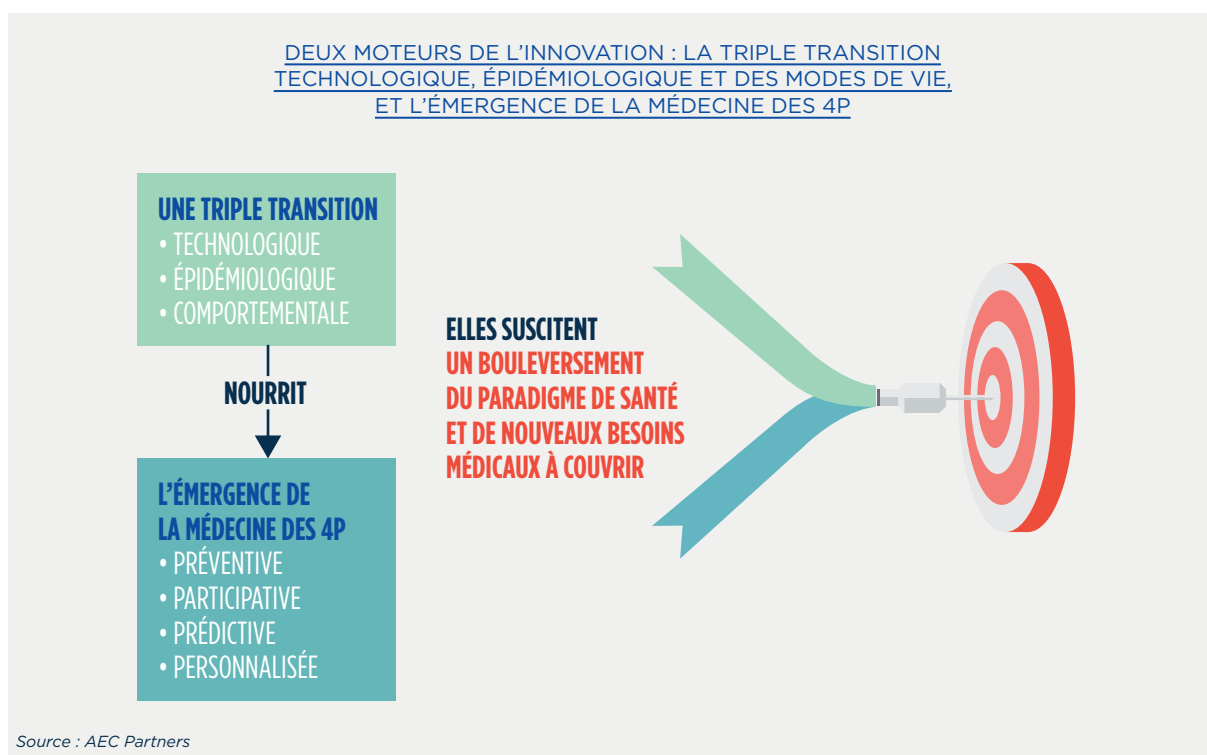 DEUX MOTEURS DE L'INNOVATION : LA TRIPLE TRANSITION
TECHNOLOGIQUE, ÉPIDÉMIOLOGIQUE ET DES MODES DE VIE,
ET L'ÉMERGENCE DE LA MÉDECINE DES 4P
UNE TRIPLE TRANSITION
• TECHNOLOGIQUE
• ÉPIDÉMIOLOGIQUE
• COMPORTEMENTALE
NOURRIT
L'ÉMERGENCE DE
LA MÉDECINE DES 4P
• PRÉVENTIVE
• PARTICIPATIVE
• PRÉDICTIVE
• PERSONNALISÉE
ELLES SUSCITENT
UN BOULEVERSEMENT
DU PARADIGME DE SANTÉ
ET DE NOUVEAUX BESOINS
MÉDICAUX À COUVRIR
Source : AEC Partners